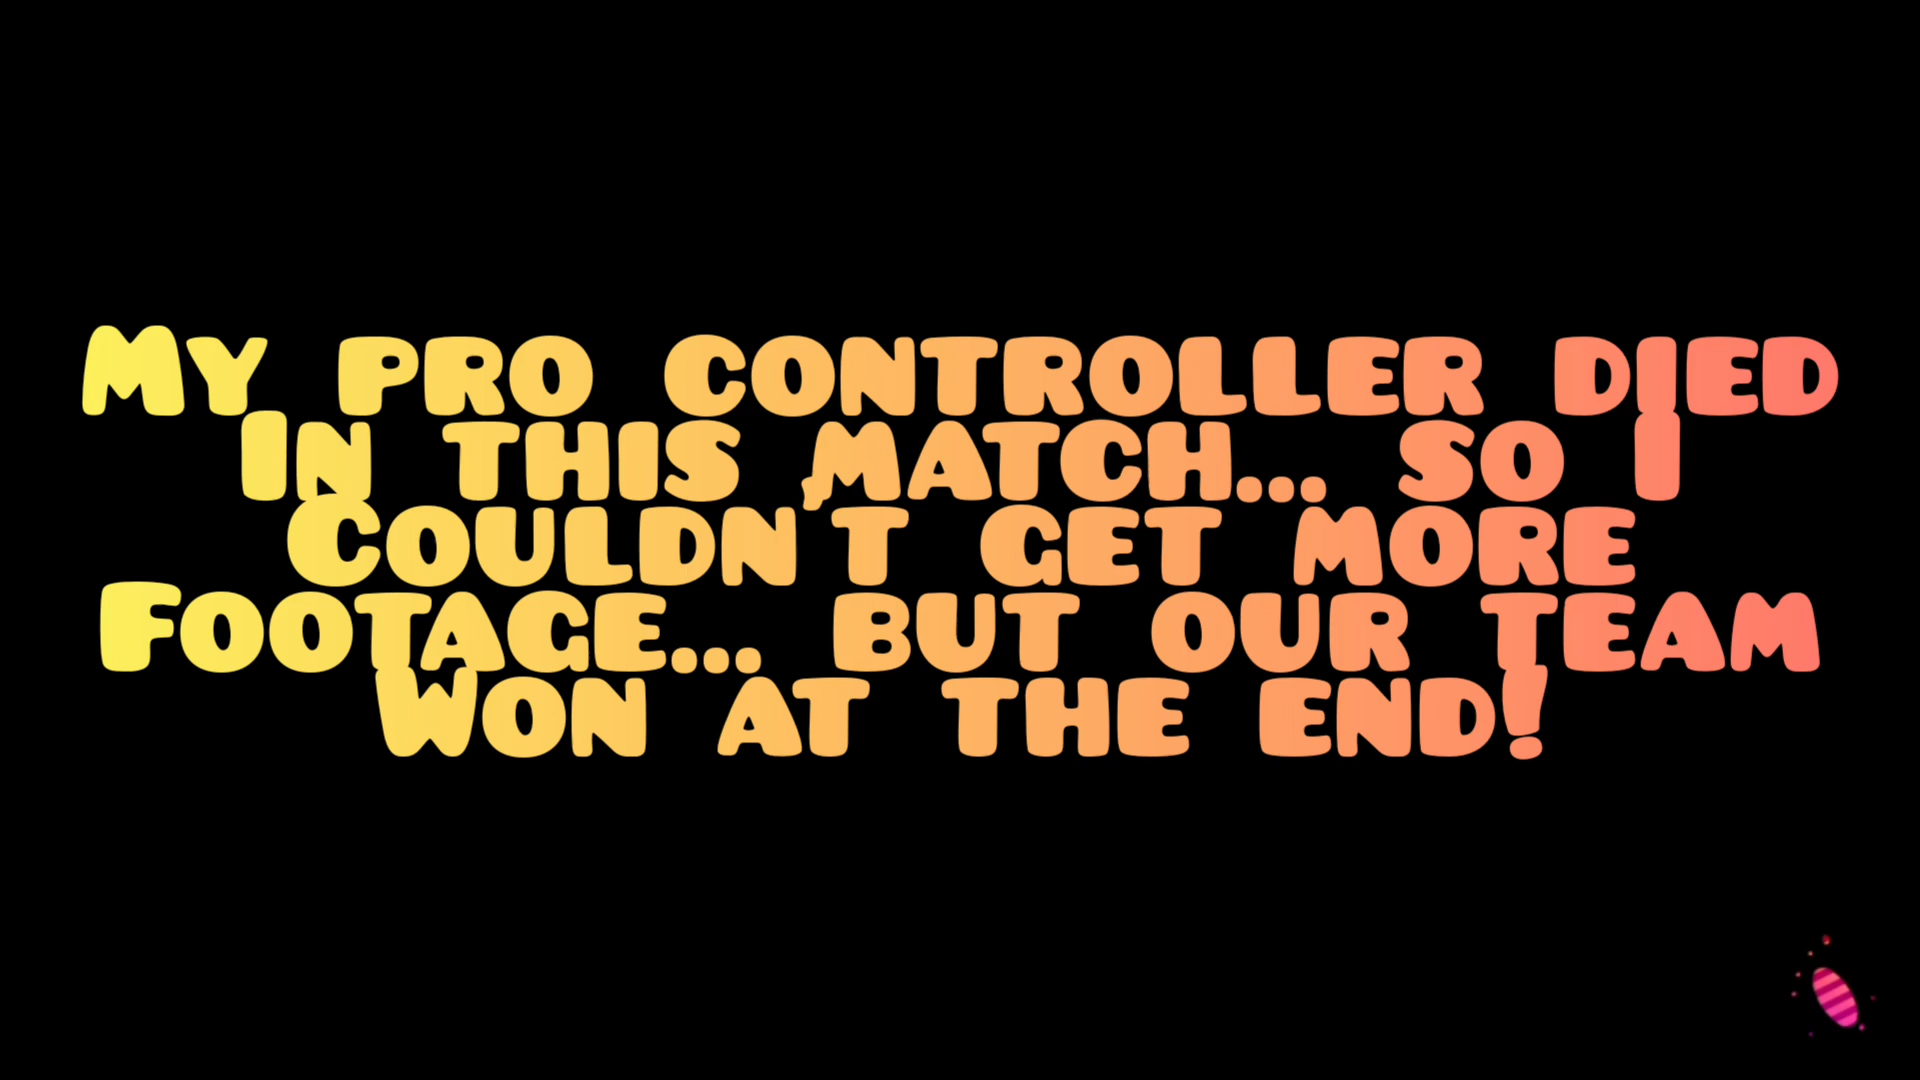 My pro controller died
In this match... so I
Couldn't get more
Footage... but our team
Won at the end!